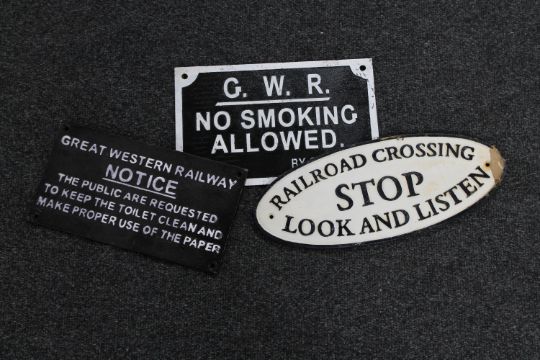 G. W. R.
NO SMOKING
ALLOWED.
BY
GREAT WESTERN RAILWAY
NOTICE
THE PUBLIC ARE REQUESTED
TO KEEP THE TOILET CLEAN AND
MAKE PROPER USE OF THE PAPER
RAILROAD CROSSING
STOP
LOOK AND LISTEN